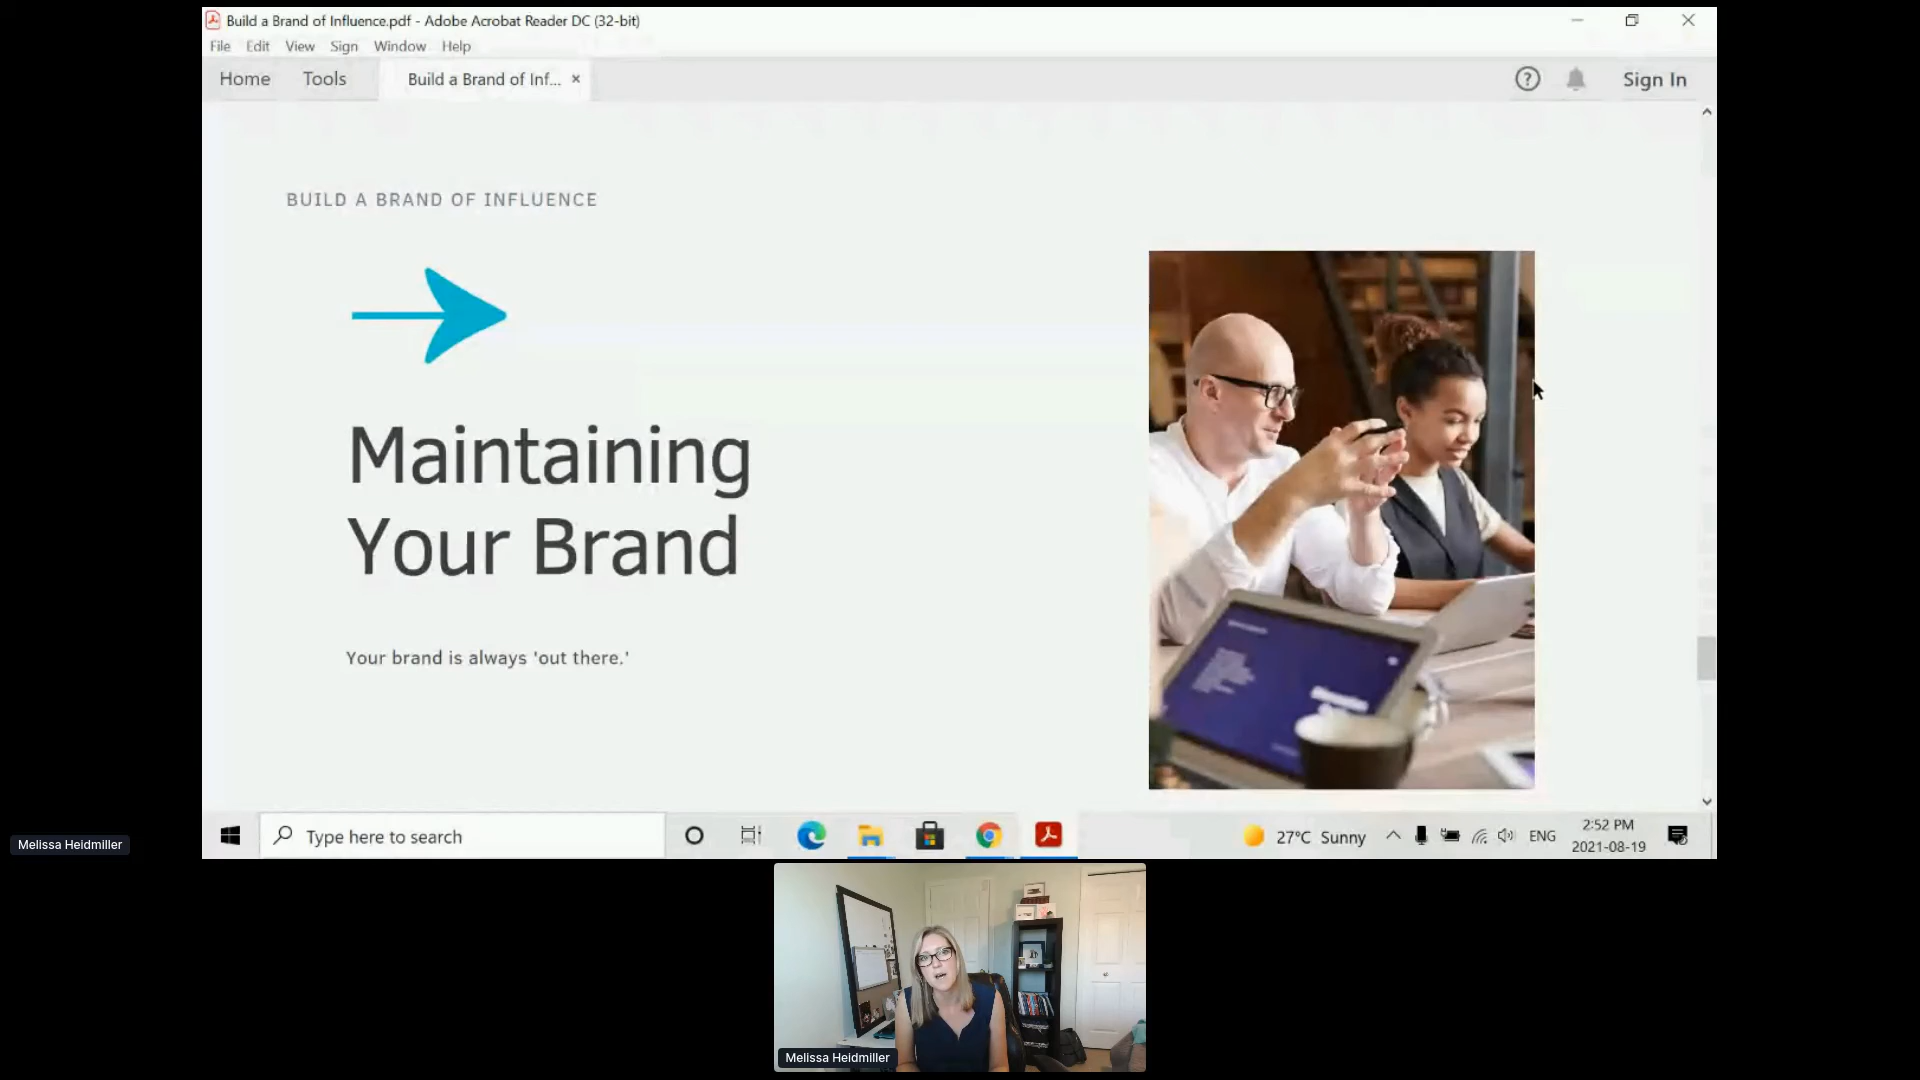 Build a Brand of Influence.pdf - Adobe Acrobat Reader DC (32-bit)
File Edit View Sign Window Help
Home Tools Build a Brand of Inf... × Sign In
BUILD A BRAND OF INFLUENCE
Maintaining
Your Brand
Your brand is always 'out there.'
Type here to search
27°C Sunny
ENG
2:52 PM
2021-08-19
Melissa Heidmiller
Melissa Heidmiller